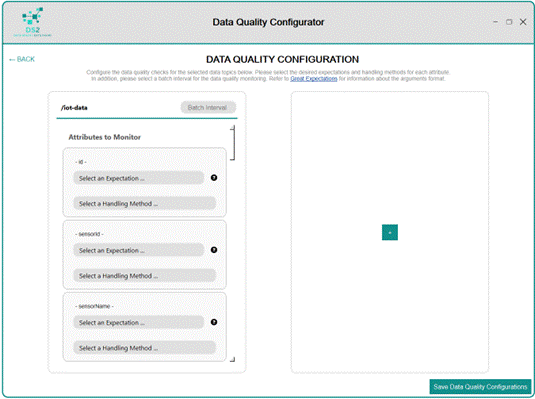 Data Quality Configurator
DS2
← BACK
DATA QUALITY CONFIGURATION
Configure the data quality checks for the selected data topics below. Please select the desired expectations and handling methods for each attribute.
In addition, please select a batch interval for the data quality monitoring. Refer to Great Expectations for information about the arguments format.
/iot-data
Batch Interval
Attributes to Monitor
- id -
Select an Expectation ...
?
Select a Handling Method ...
- sensorId -
Select an Expectation ...
?
Select a Handling Method ...
- sensorName -
Select an Expectation ...
?
Select a Handling Method ...
+
Save Data Quality Configurations